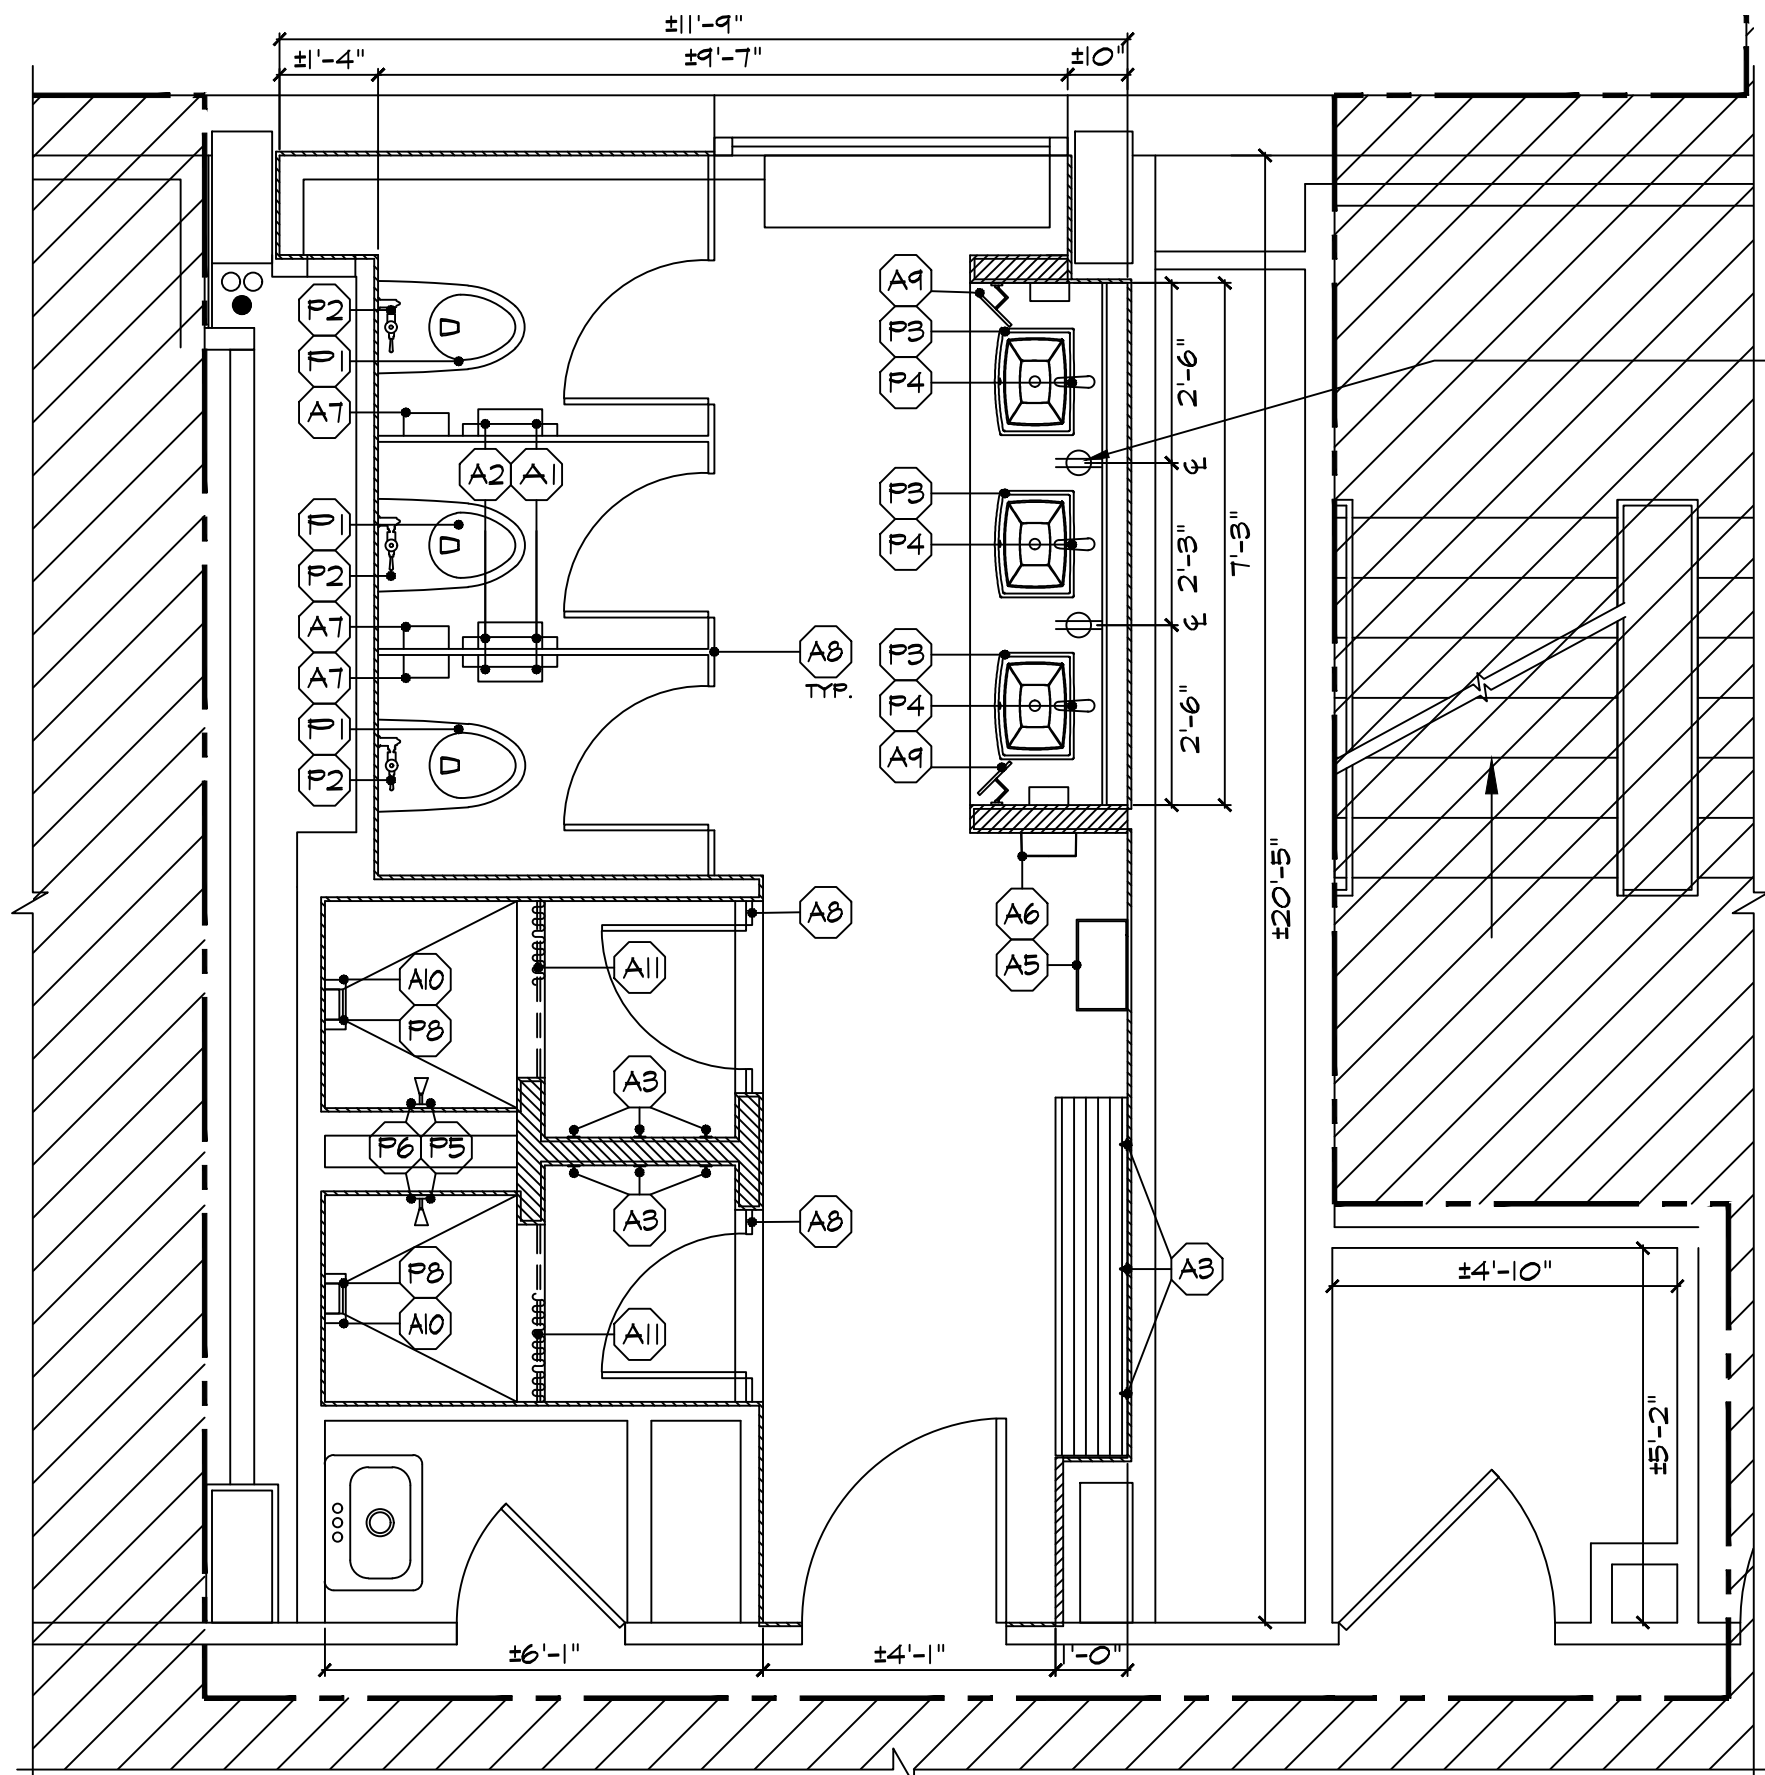 ±11'-9"
±1'-4" ±9'-7" ±10"
A9
P2
P3
P1
P4
2'-6"
A7
A2 A1
℄
P3
P1
P4
7'-3"
2'-3"
P2
℄
A7
A8
P3
TYP.
A7
P4
2'-6"
P1
A9
P2
±20'-5"
A8
A6
A11
A5
A10
P8
A3
P6 P5
A3
A8
A3
P8
±4'-10"
A10
A11
±5'-2"
±6'-1" ±4'-1" 1'-0"